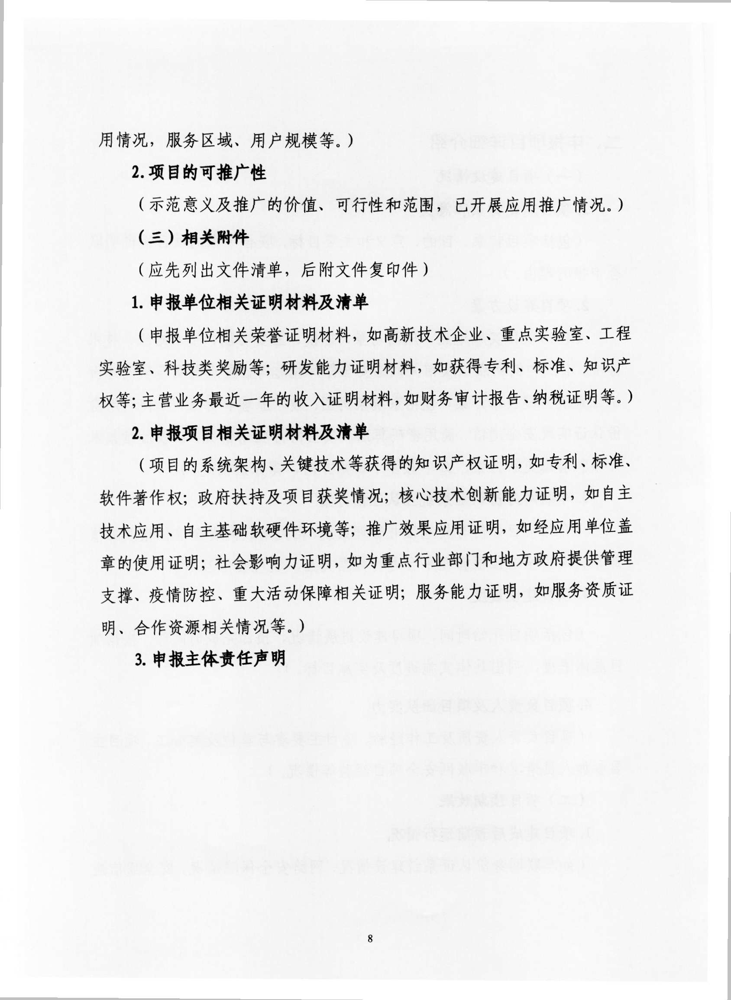 用情况，服务区域、用户规模等。）
2. 项目的可推广性
（示范意义及推广的价值、可行性和范围，已开展应用推广情况。）
（三）相关附件
（应先列出文件清单，后附文件复印件）
1. 申报单位相关证明材料及清单
（申报单位相关荣誉证明材料，如高新技术企业、重点实验室、工程
实验室、科技类奖励等；研发能力证明材料，如获得专利、标准、知识产
权等；主营业务最近一年的收入证明材料，如财务审计报告、纳税证明等。）
2. 申报项目相关证明材料及清单
（项目的系统架构、关键技术等获得的知识产权证明，如专利、标准、
软件著作权；政府扶持及项目获奖情况；核心技术创新能力证明，如自主
技术应用、自主基础软硬件环境等；推广效果应用证明，如经应用单位盖
章的使用证明；社会影响力证明，如为重点行业部门和地方政府提供管理
支撑、疫情防控、重大活动保障相关证明；服务能力证明，如服务资质证
明、合作资源相关情况等。）
3. 申报主体责任声明
8